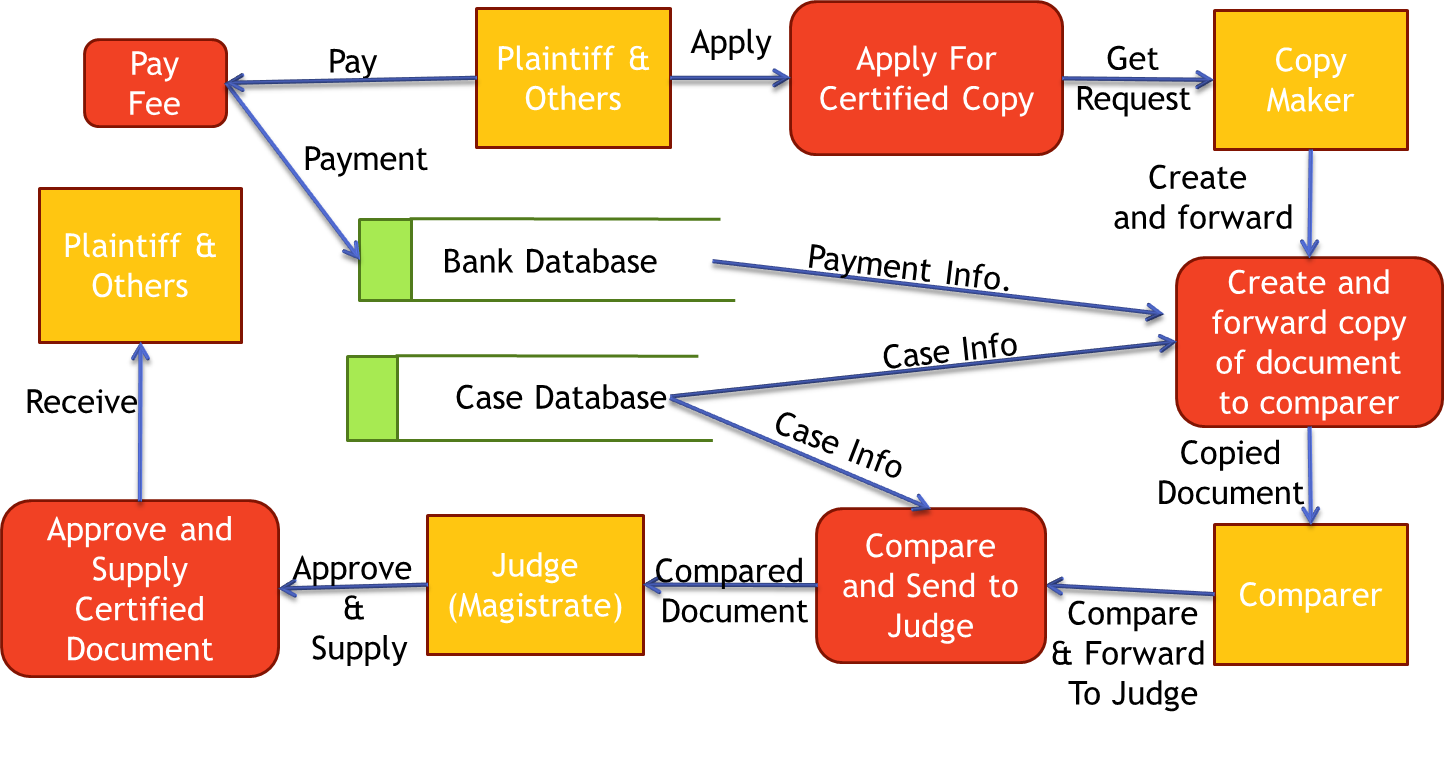 Pay
Fee
Pay
Plaintiff &
Others
Apply
Apply For
Certified Copy
Get
Request
Copy
Maker
Payment
Create
and forward
Plaintiff &
Others
Bank Database
Payment Info.
Create and
forward copy
of document
to comparer
Case Database
Case Info
Case Info
Receive
Copied
Document
Approve and
Supply
Certified
Document
Approve
&
Supply
Judge
(Magistrate)
Compared
Document
Compare
and Send to
Judge
Compare
& Forward
To Judge
Comparer